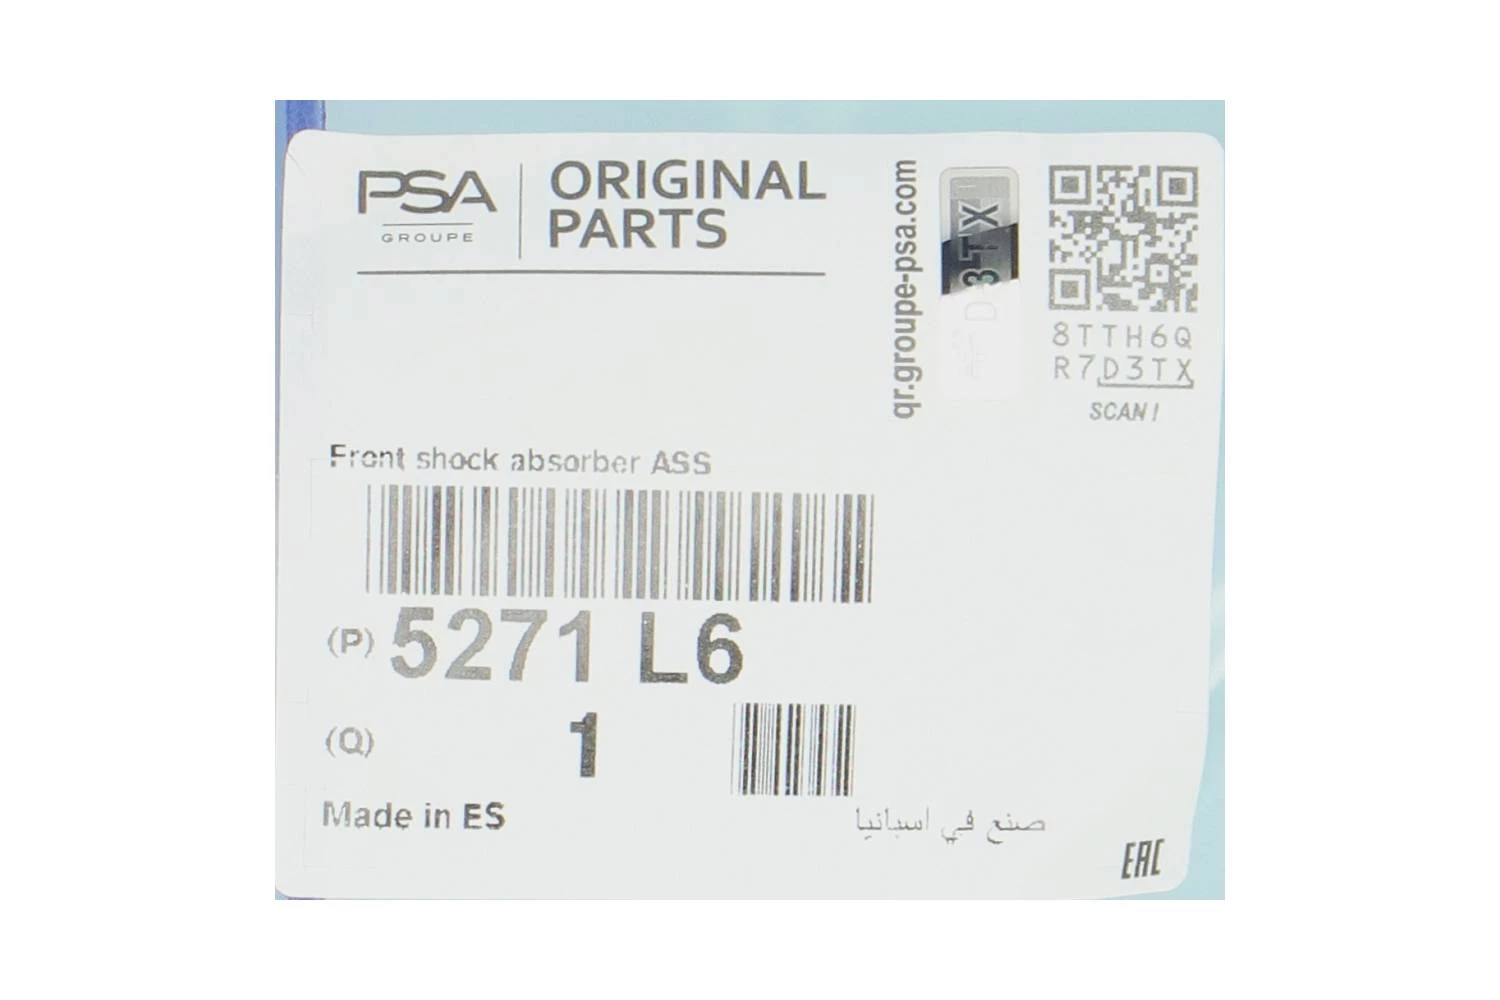 PSA
GROUPE
ORIGINAL
PARTS
qr.groupe-psa.com
D3TX
8TTH6Q
R7D3TX
SCAN!
Front shock absorber ASS
(P) 5271 L6
(Q) 1
Made in ES
صنع في اسبانيا
EAC